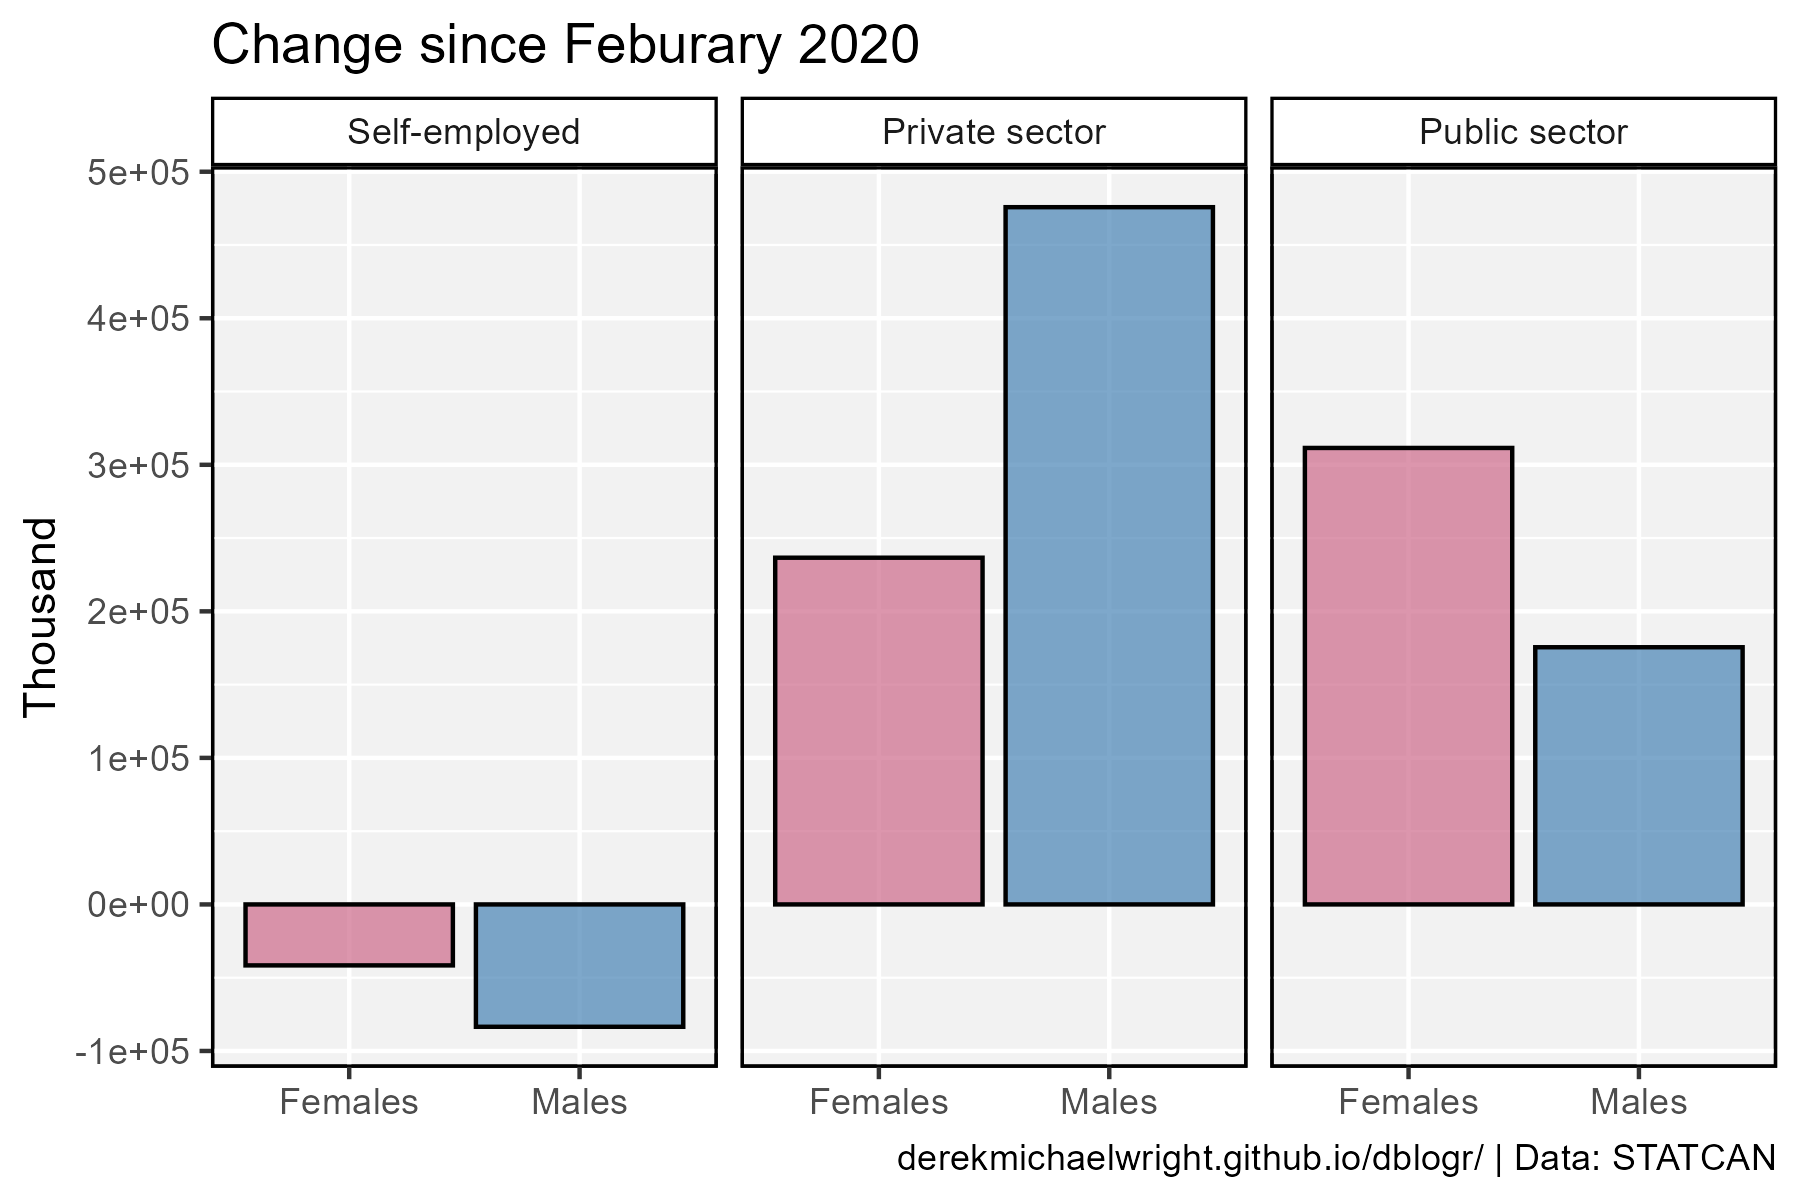 Change since Feburary 2020
Self-employed
Private sector
Public sector
Thousand
5e+05
4e+05
3e+05
2e+05
1e+05
0e+00
-1e+05
Females
Males
Females
Males
Females
Males
derekmichaelwright.github.io/dblogr/ | Data: STATCAN